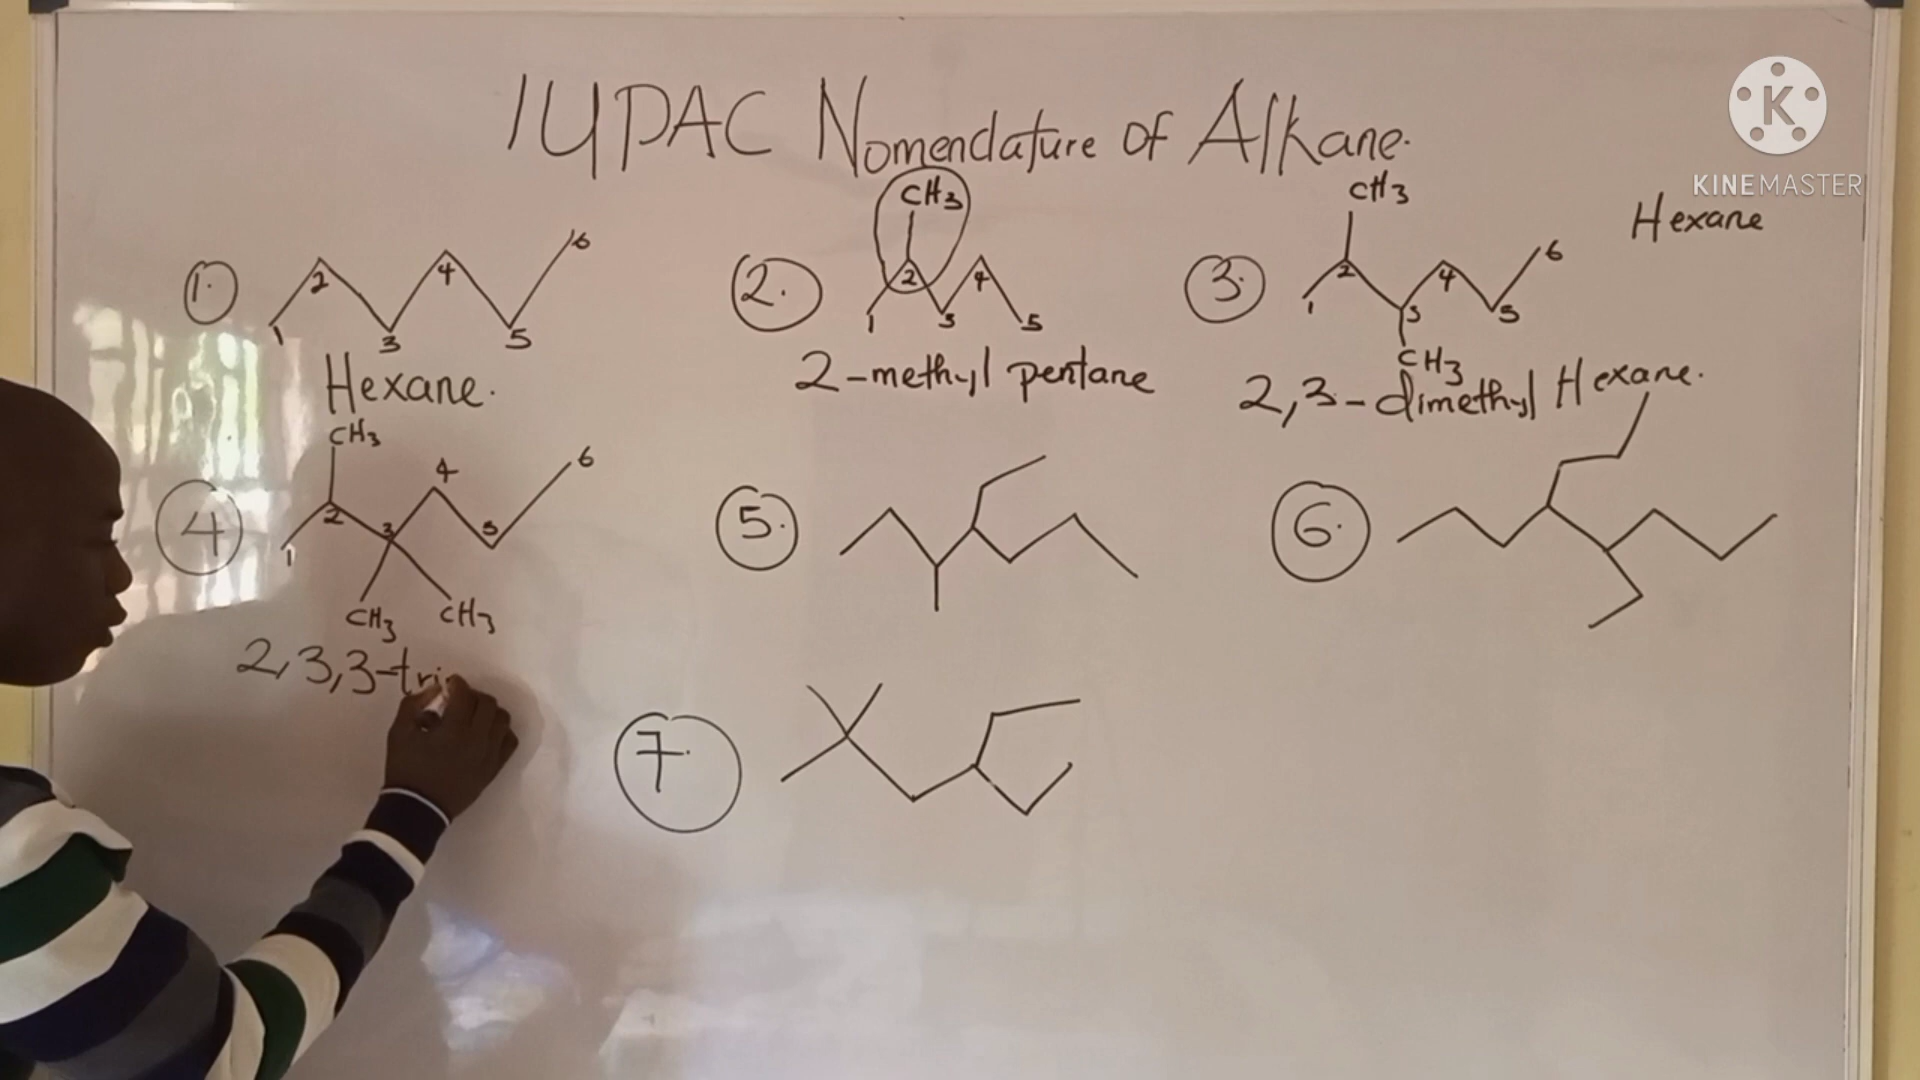 IUPAC Nomenclature of Alkane.
KINEMASTER
Hexane
1.
1 2 3 4 5 6
Hexane.
2.
CH3
1 2 3 4 5
2-methyl pentane
3.
CH3
1 2 3 4 5 6
CH3
2,3-dimethyl Hexane.
4
CH3
1 2 3 4 5 6
CH3 CH3
2,3,3-tri
5.
6.
7.